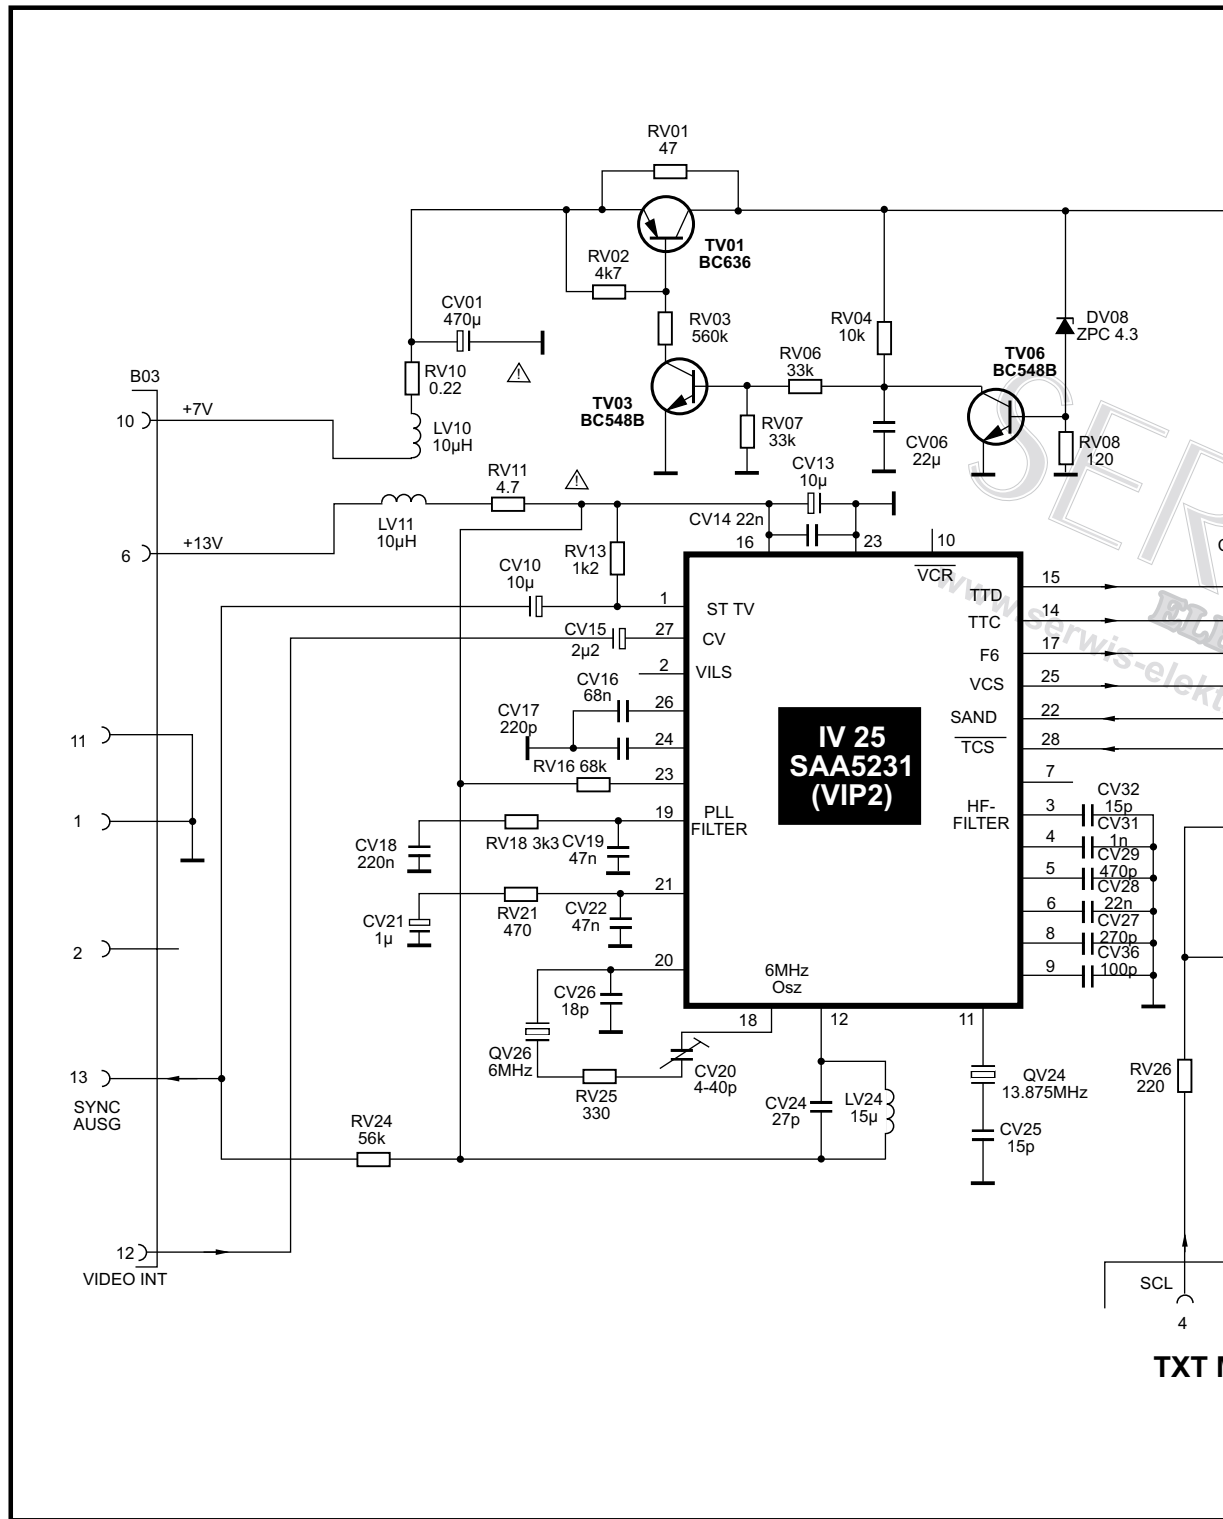 RV01
47
TV01
BC636
RV02
4k7
CV01
470µ
RV03
560k
RV04
10k
DV08
ZPC 4.3
RV06
33k
TV06
BC548B
RV10
0.22
B03
TV03
BC548B
10
+7V
LV10
10µH
RV07
33k
CV06
22µ
RV08
120
RV11
4.7
CV13
10µ
LV11
10µH
CV14 22n
16
23
10
6
+13V
RV13
1k2
CV10
10µ
VCR
15
TTD
1
ST TV
14
TTC
CV15
2µ2
27
CV
17
F6
2
VILS
25
VCS
CV16
68n
26
22
SAND
CV17
220p
24
28
TCS
11
RV16 68k
23
7
IV 25
SAA5231
(VIP2)
CV32
15p
1
19
PLL
FILTER
HF-
FILTER
3
CV18
220n
RV18 3k3
CV19
47n
4
CV31
1n
5
CV29
470p
21
6
CV28
22n
CV21
1µ
RV21
470
CV22
47n
8
CV27
270p
2
20
9
CV36
100p
6MHz
Osz
CV26
18p
18
12
11
QV26
6MHz
CV20
4-40p
RV25
330
QV24
13.875MHz
RV26
220
13
SYNC
AUSG
CV24
27p
LV24
15µ
CV25
15p
RV24
56k
12
VIDEO INT
SCL
4
TXT
SER
www.serwis-elekt